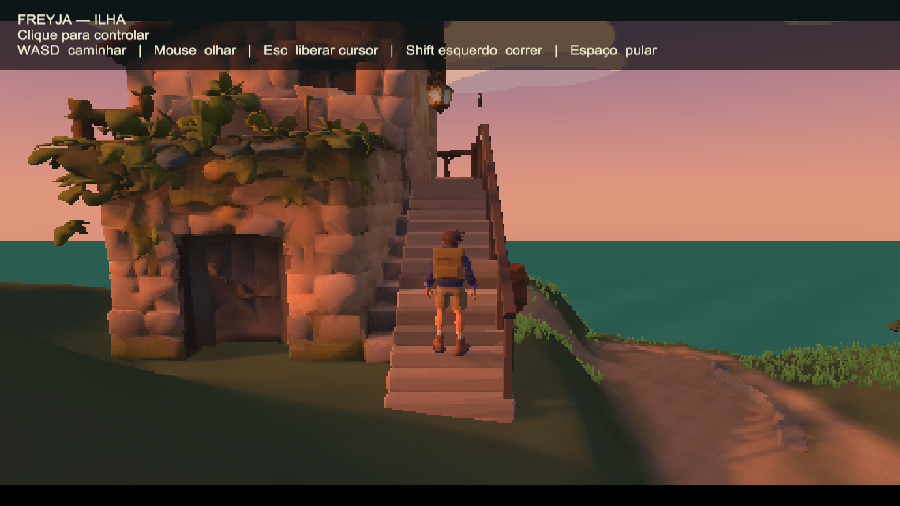 FREYJA — ILHA
Clique para controlar
WASD caminhar | Mouse olhar | Esc liberar cursor | Shift esquerdo correr | Espaço pular